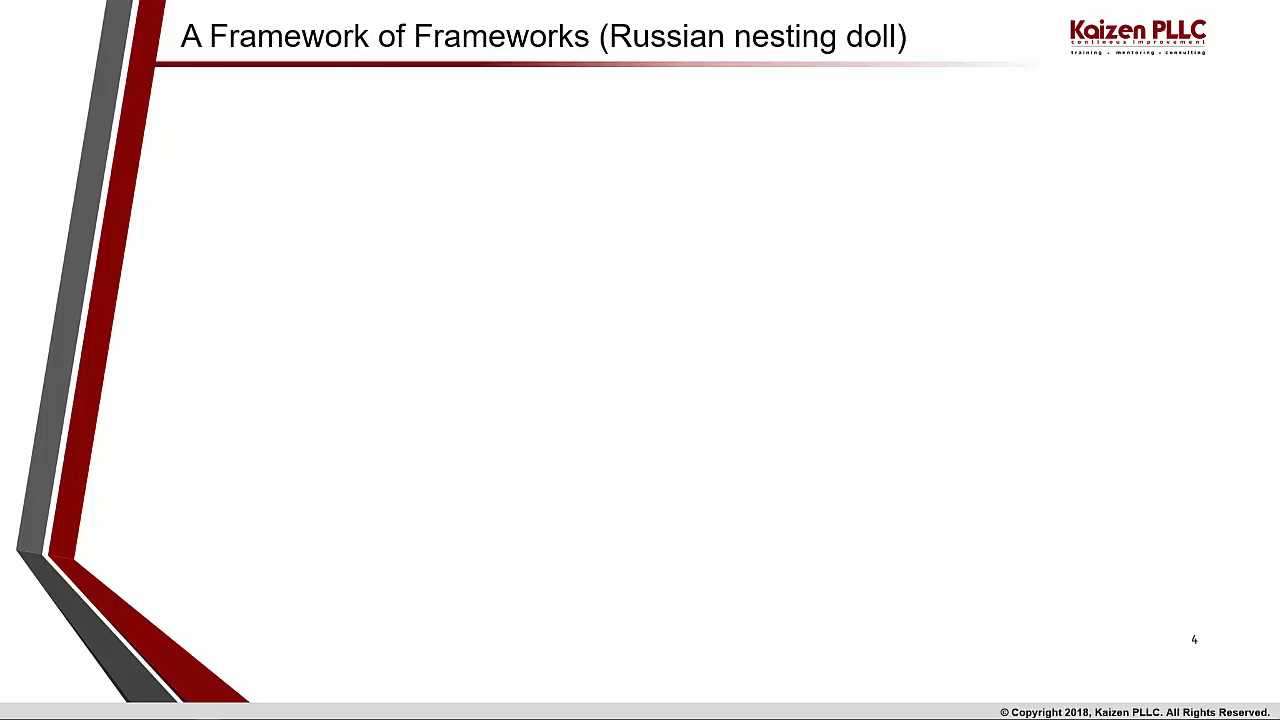 A Framework of Frameworks (Russian nesting doll)
Kaizen PLLC
continous improvement
training . mentoring . consulting
4
© Copyright 2018, Kaizen PLLC. All Rights Reserved.